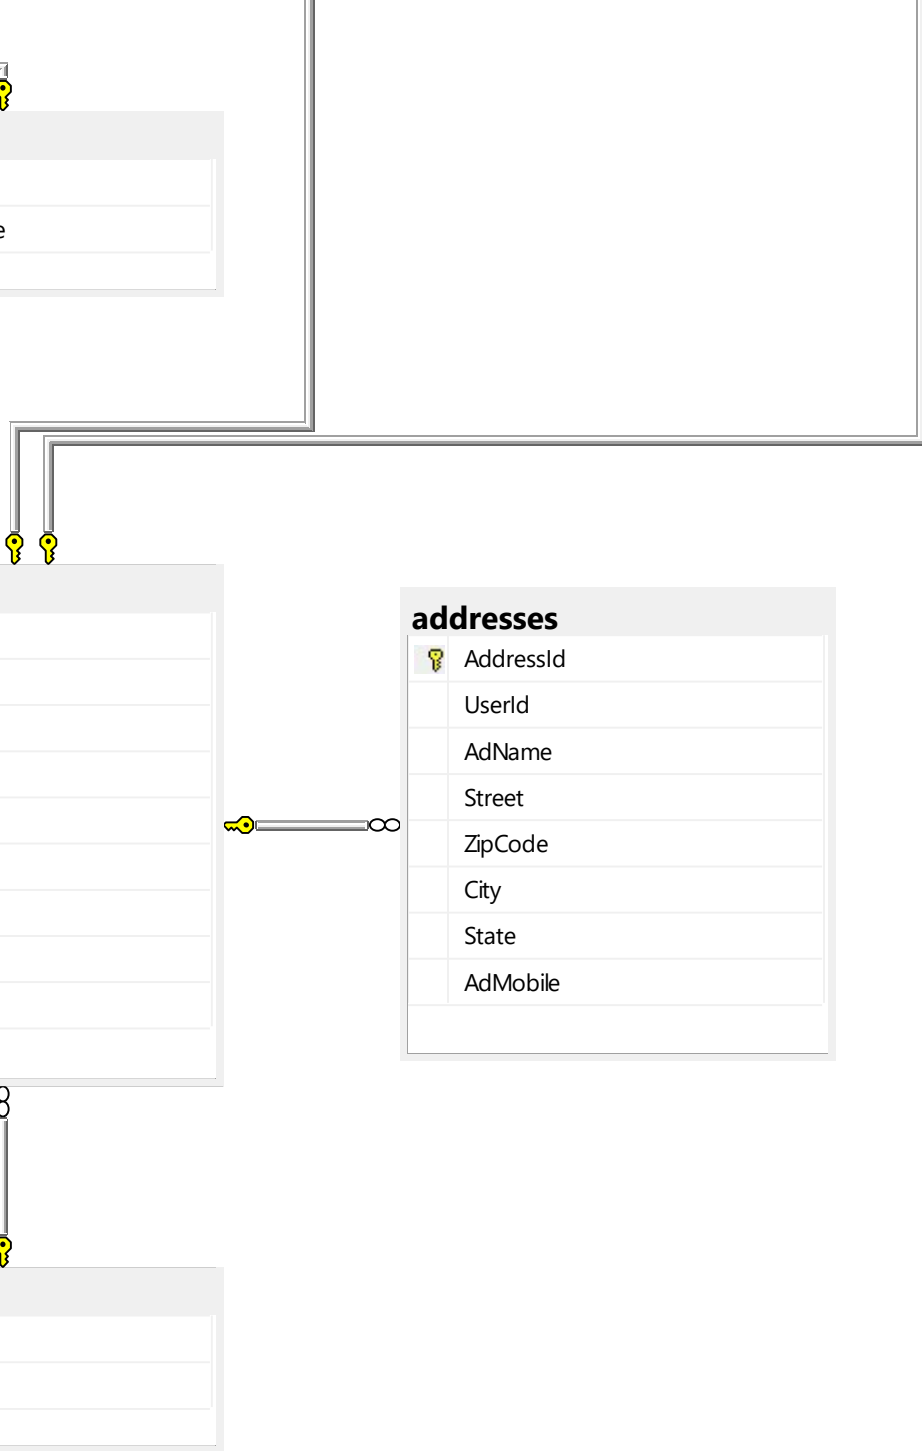 e
addresses
AddressId
UserId
AdName
Street
ZipCode
City
State
AdMobile